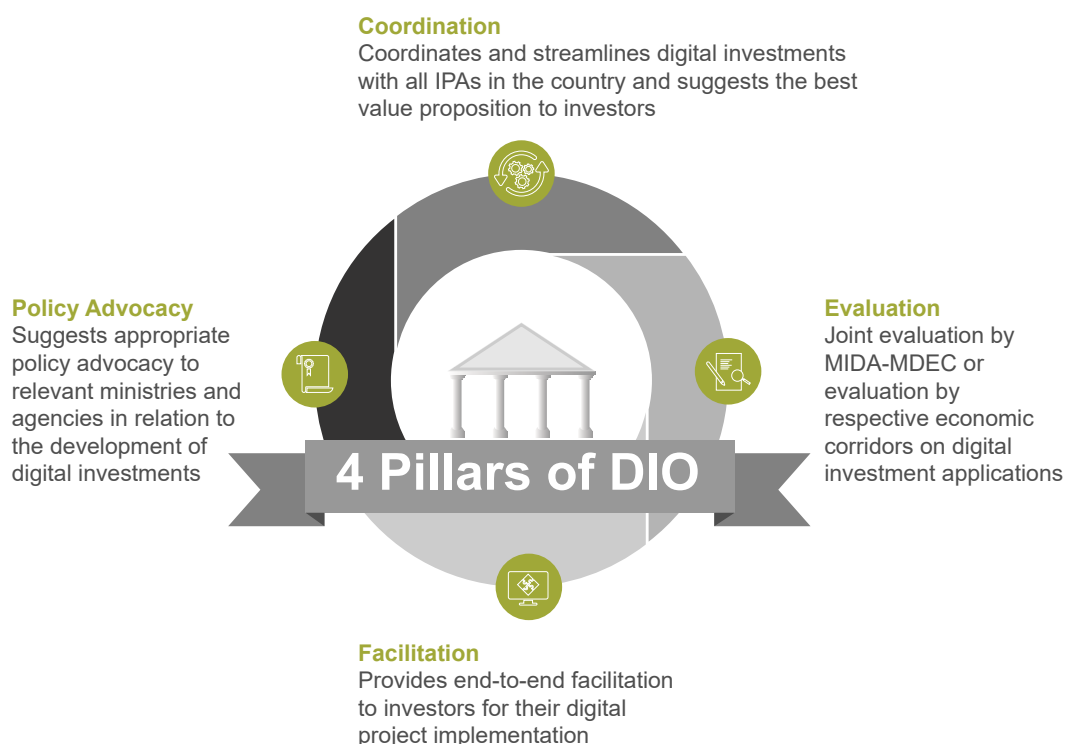 Coordination
Coordinates and streamlines digital investments
with all IPAs in the country and suggests the best
value proposition to investors
Policy Advocacy
Suggests appropriate
policy advocacy to
relevant ministries and
agencies in relation to
the development of
digital investments
Evaluation
Joint evaluation by
MIDA-MDEC or
evaluation by
respective economic
corridors on digital
investment applications
4 Pillars of DIO
Facilitation
Provides end-to-end facilitation
to investors for their digital
project implementation